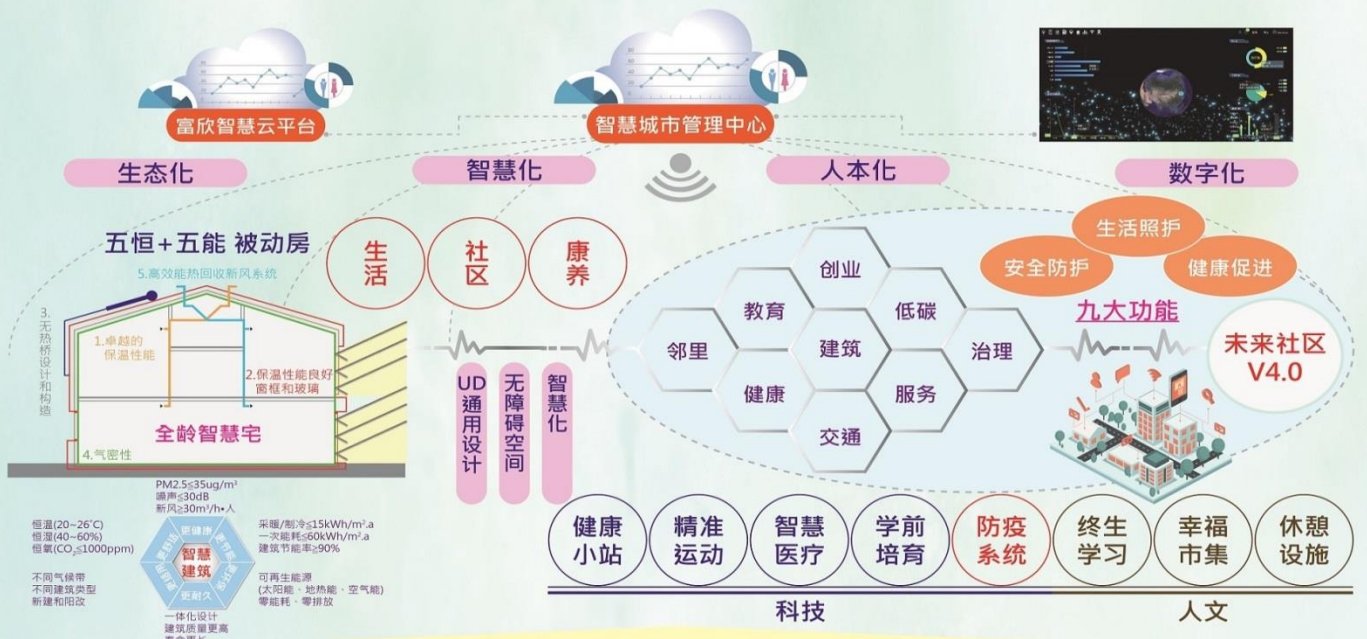 富欣智慧云平台
智慧城市管理中心
生态化
智慧化
人本化
数字化
五恒+五能 被动房
5.高效能热回收新风系统
3.无热桥设计和构造
1.卓越的
保温性能
2.保温性能良好
窗框和玻璃
全龄智慧宅
4.气密性
生活
社区
康养
UD通用设计
无障碍空间
智慧化
创业
教育
低碳
邻里
建筑
治理
健康
服务
交通
生活照护
安全防护
健康促进
九大功能
未来社区
V4.0
PM2.5≤35ug/m³
噪声≤30dB
新风≥30m³/h•人
恒温(20~26°C)
恒湿(40~60%)
恒氧(CO₂≤1000ppm)
采暖/制冷≤15kWh/m².a
一次能耗≤60kWh/m².a
建筑节能率≥90%
更健康
智慧
建筑
更耐久
不同气候带
不同建筑类型
新建和阳改
可再生能源
(太阳能、地热能、空气能)
零能耗、零排放
一体化设计
建筑质量更高
健康
小站
精准
运动
智慧
医疗
学前
培育
防疫
系统
终生
学习
幸福
市集
休憩
设施
科技
人文